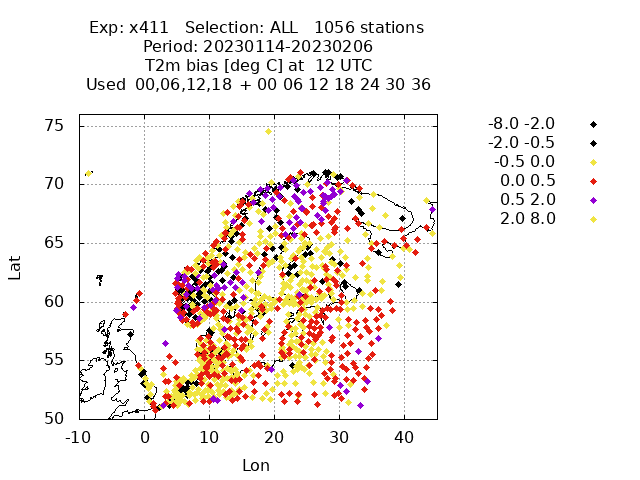 Exp: x411 Selection: ALL 1056 stations
Period: 20230114-20230206
T2m bias [deg C] at 12 UTC
Used 00,06,12,18 + 00 06 12 18 24 30 36
-8.0 -2.0
-2.0 -0.5
-0.5 0.0
0.0 0.5
0.5 2.0
2.0 8.0
75
70
65
60
55
50
Lat
-10 0 10 20 30 40
Lon